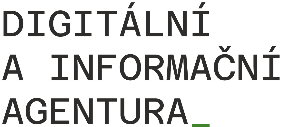 DIGITÁLNÍ
A INFORMAČNÍ
AGENTURA_